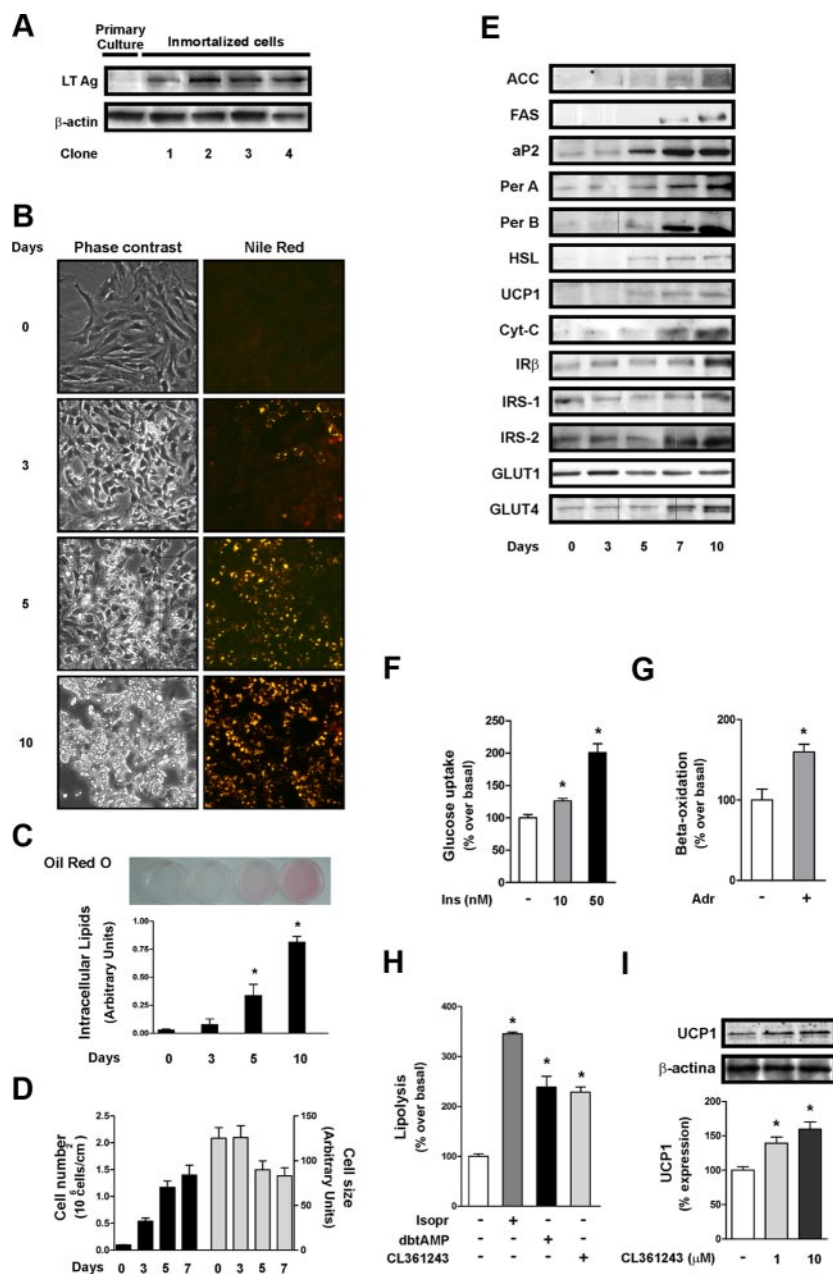 A
Primary
Culture
Inmortalized cells
LT Ag
β-actin
Clone 1 2 3 4
B
Days Phase contrast Nile Red
0
3
5
10
C
Oil Red O
Intracellular Lipids
(Arbitrary Units)
1.00
0.75
0.50
0.25
0.00
* *
Days 0 3 5 10
D
Cell number
(10⁶ cells/cm²)
2.5
2.0
1.5
1.0
0.5
0.0
150
100
50
0
Cell size
(Arbitrary Units)
0 3 5 7 0 3 5 7
Days
E
ACC
FAS
aP2
Per A
Per B
HSL
UCP1
Cyt-C
IRβ
IRS-1
IRS-2
GLUT1
GLUT4
Days 0 3 5 7 10
F
Glucose uptake
(% over basal)
250
200
150
100
50
0
* *
Ins (nM) - 10 50
G
Beta-oxidation
(% over basal)
200
100
0
*
Adr - +
H
Lipolysis
(% over basal)
400
300
200
100
0
* * *
Isopr - + - -
dbtAMP - - + -
CL361243 - - - +
I
UCP1
β-actina
UCP1
(% expression)
200
150
100
50
0
* *
CL361243 (μM) - 1 10